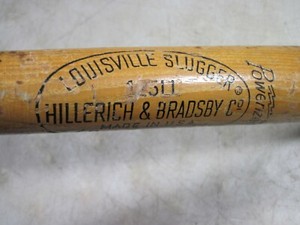 LOUISVILLE SLUGGER
HILLERICH & BRADSBY Co
MADE IN U.S.A.